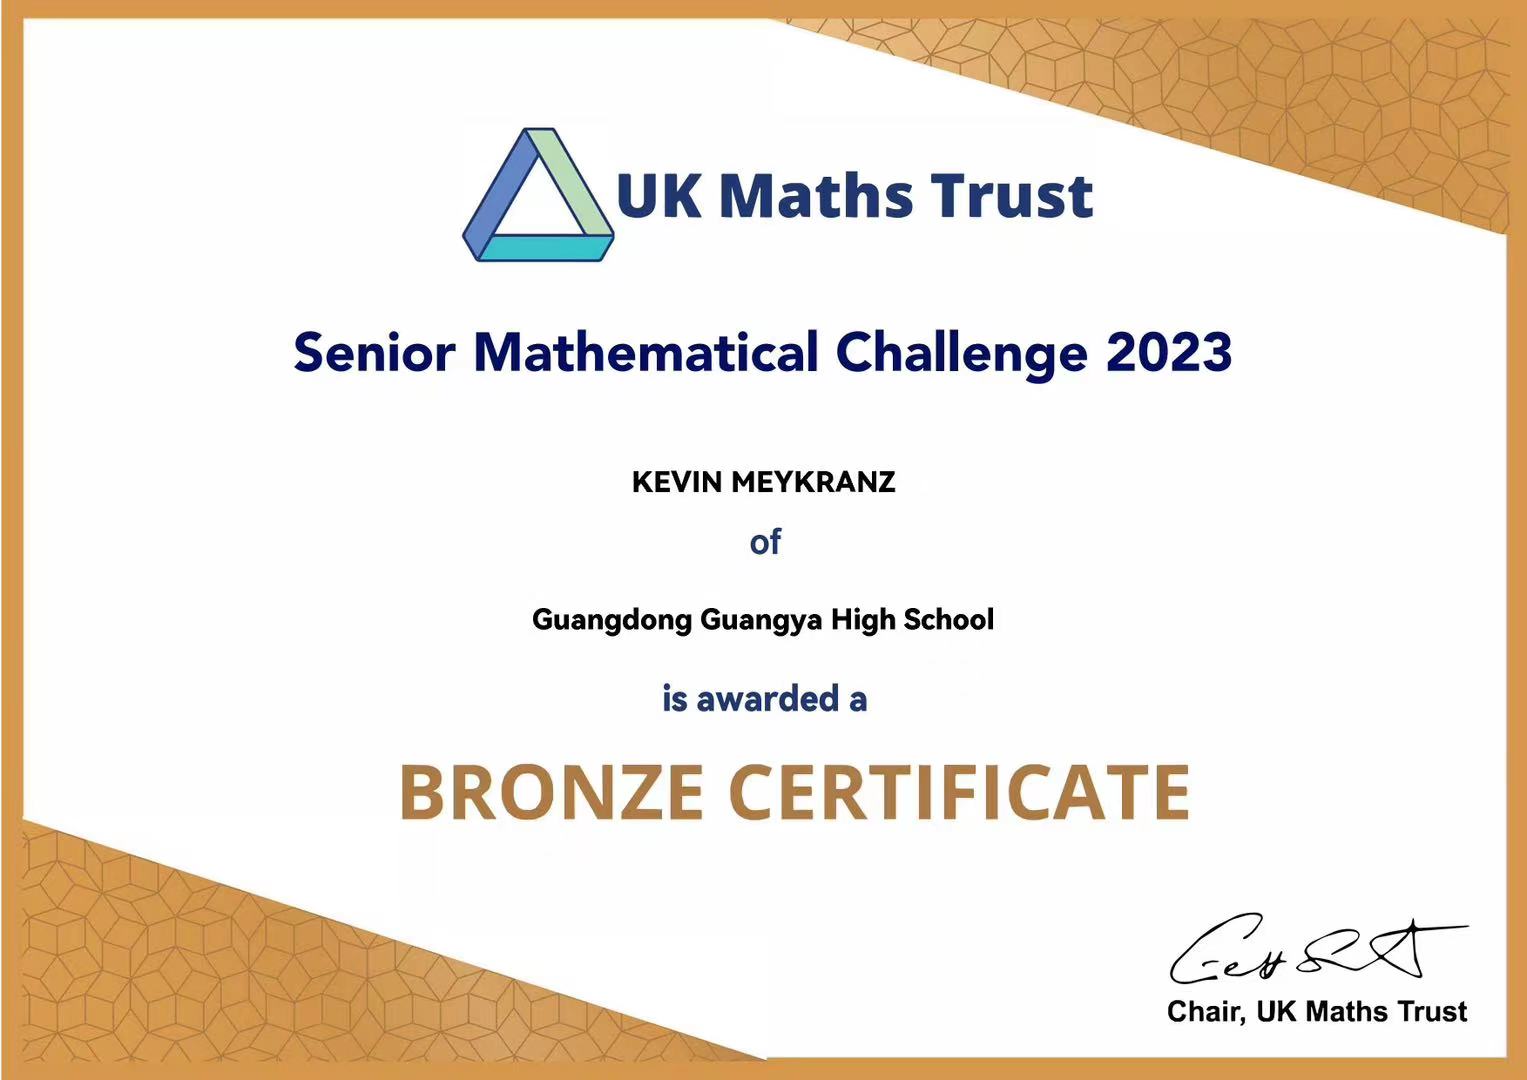 UK Maths Trust
Senior Mathematical Challenge 2023
KEVIN MEYKRANZ
of
Guangdong Guangya High School
is awarded a
BRONZE CERTIFICATE
Chair, UK Maths Trust